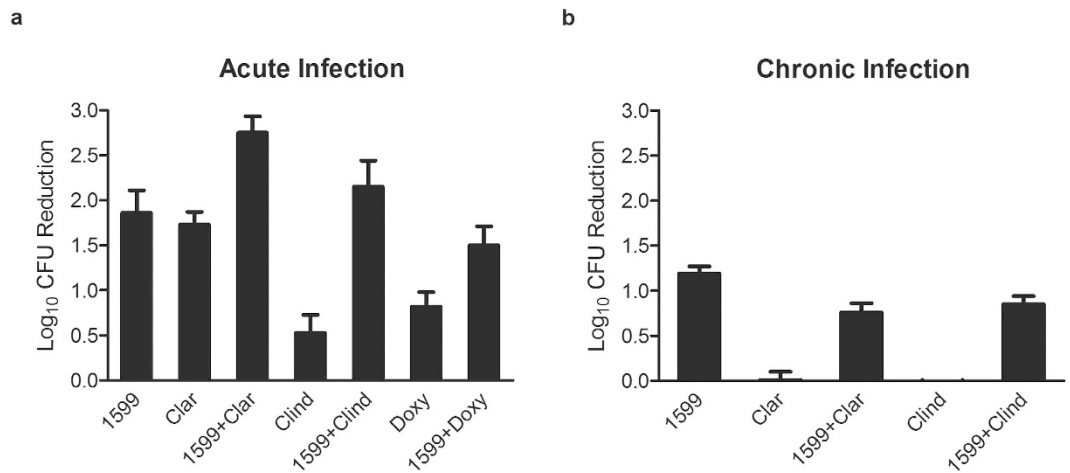 a
Acute Infection
Log10 CFU Reduction
3.0
2.5
2.0
1.5
1.0
0.5
0.0
1599
Clar
1599+Clar
Clind
1599+Clind
Doxy
1599+Doxy
b
Chronic Infection
Log10 CFU Reduction
3.0
2.5
2.0
1.5
1.0
0.5
0.0
1599
Clar
1599+Clar
Clind
1599+Clind